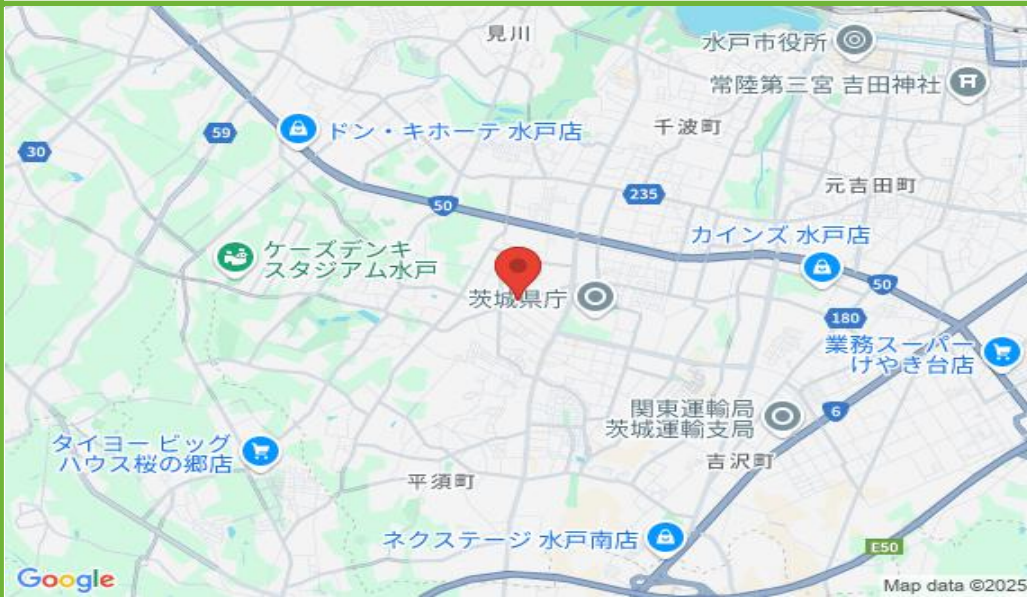 見川
水戸市役所
常陸第三宮 吉田神社
千波町
ドン・キホーテ 水戸店
59
30
235
元吉田町
50
カインズ 水戸店
ケーズデンキ
スタジアム水戸
茨城県庁
50
180
業務スーパー
けやき台店
関東運輸局
茨城運輸支局
6
タイヨー ビッグ
ハウス桜の郷店
吉沢町
平須町
ネクステージ 水戸南店
E50
Google
Map data ©2025